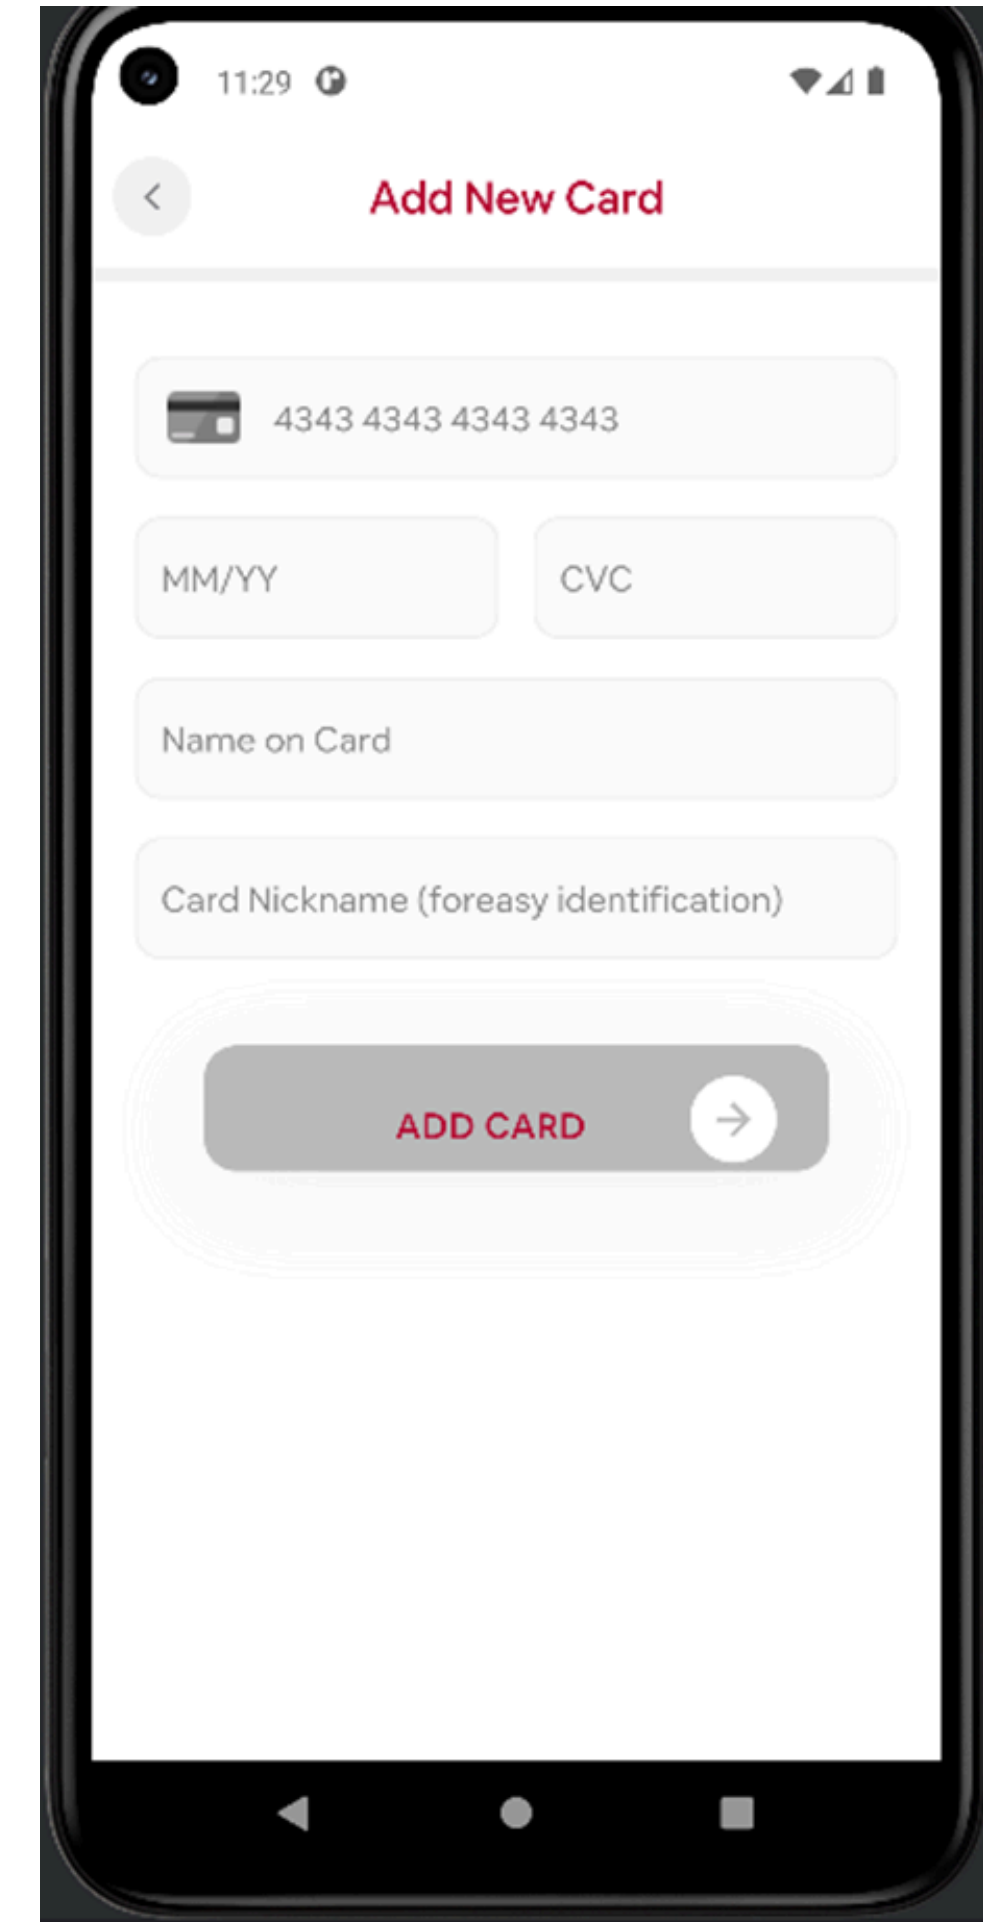 11:29
Add New Card
4343 4343 4343 4343
MM/YY CVC
Name on Card
Card Nickname (foreasy identification)
ADD CARD